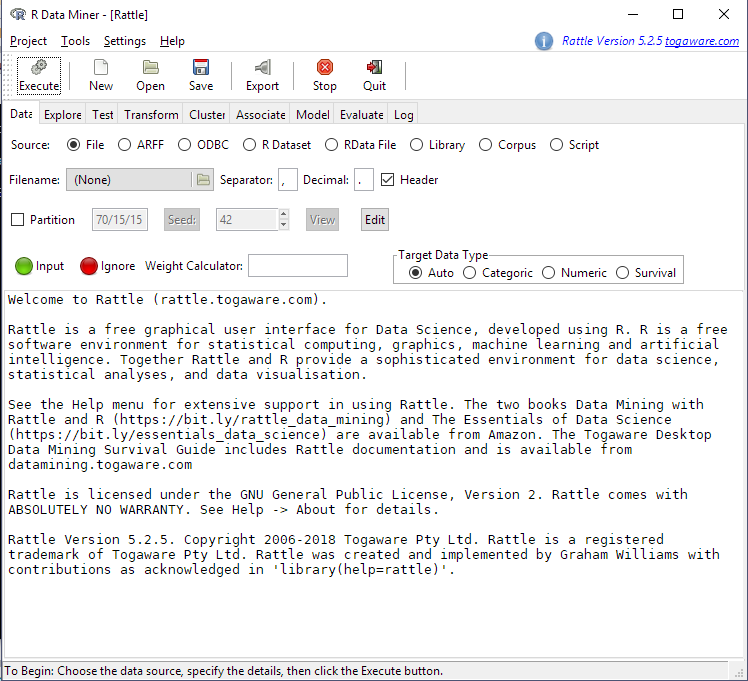 R Data Miner - [Rattle]
Project Tools Settings Help Rattle Version 5.2.5 togaware.com
Execute New Open Save Export Stop Quit
Data Explore Test Transform Cluster Associate Model Evaluate Log
Source: File ARFF ODBC R Dataset RData File Library Corpus Script
Filename: (None) Separator: , Decimal: . Header
Partition 70/15/15 Seed: 42 View Edit
Target Data Type
Input Ignore Weight Calculator: Auto Categoric Numeric Survival
Welcome to Rattle (rattle.togaware.com).
Rattle is a free graphical user interface for Data Science, developed using R. R is a free
software environment for statistical computing, graphics, machine learning and artificial
intelligence. Together Rattle and R provide a sophisticated environment for data science,
statistical analyses, and data visualisation.
See the Help menu for extensive support in using Rattle. The two books Data Mining with
Rattle and R (https://bit.ly/rattle_data_mining) and The Essentials of Data Science
(https://bit.ly/essentials_data_science) are available from Amazon. The Togaware Desktop
Data Mining Survival Guide includes Rattle documentation and is available from
datamining.togaware.com
Rattle is licensed under the GNU General Public License, Version 2. Rattle comes with
ABSOLUTELY NO WARRANTY. See Help -> About for details.
Rattle Version 5.2.5. Copyright 2006-2018 Togaware Pty Ltd. Rattle is a registered
trademark of Togaware Pty Ltd. Rattle was created and implemented by Graham Williams with
contributions as acknowledged in 'library(help=rattle)'.
To Begin: Choose the data source, specify the details, then click the Execute button.